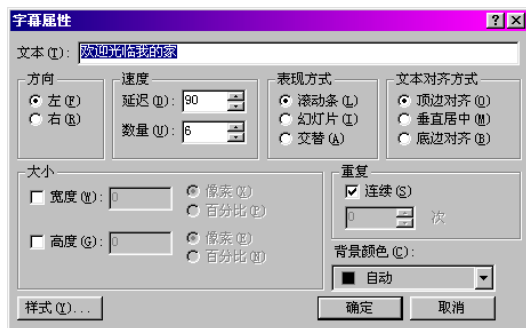 字幕属性
文本(T): 欢迎光临我的家
方向
左(F)
右(R)
速度
延迟(D): 90
数量(U): 6
表现方式
滚动条(L)
幻灯片(I)
交替(A)
文本对齐方式
顶边对齐(O)
垂直居中(M)
底边对齐(B)
大小
宽度(W): 0
像素(X)
百分比(P)
高度(G): 0
像素(E)
百分比(N)
重复
连续(S)
0 次
背景颜色(C):
自动
样式(Y)...
确定
取消